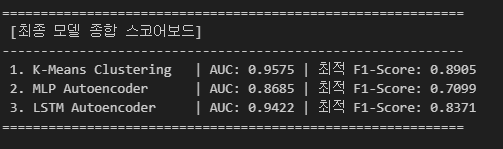 ==============================================================
[최종 모델 종합 스코어보드]
--------------------------------------------------------------
1. K-Means Clustering | AUC: 0.9575 | 최적 F1-Score: 0.8905
2. MLP Autoencoder | AUC: 0.8685 | 최적 F1-Score: 0.7099
3. LSTM Autoencoder | AUC: 0.9422 | 최적 F1-Score: 0.8371
==============================================================